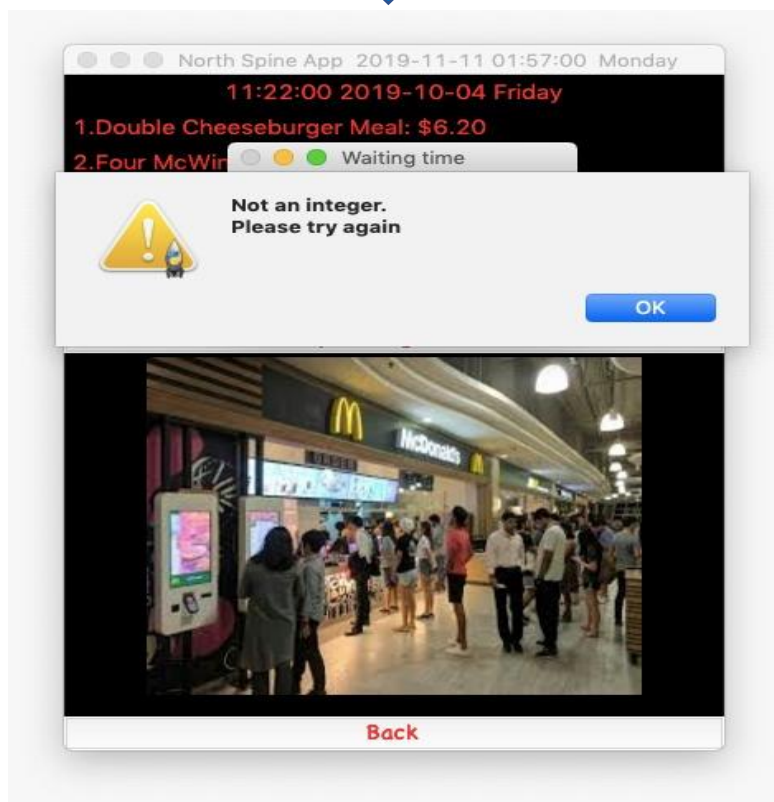 North Spine App 2019-11-11 01:57:00 Monday
11:22:00 2019-10-04 Friday
1.Double Cheeseburger Meal: $6.20
2.Four McWin
Waiting time
Not an integer.
Please try again
OK
McDonald's
ORDER
Back